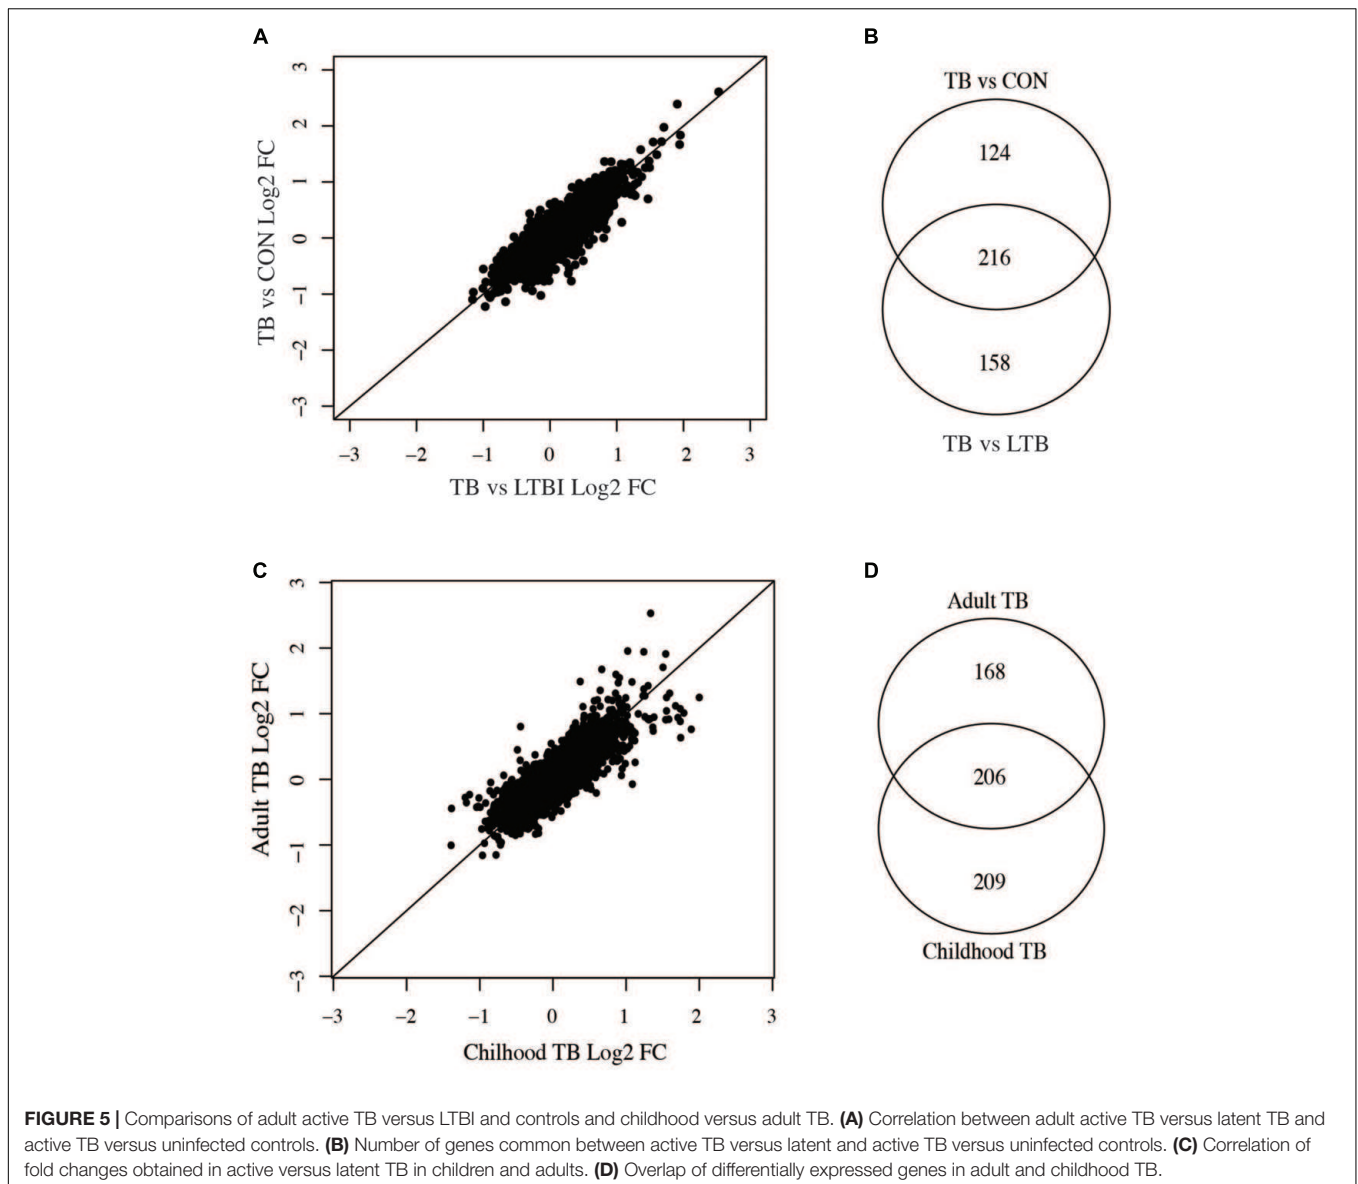 A
B
TB vs CON
3
2
1
0
−1
−2
−3
TB vs CON Log2 FC
−3 −2 −1 0 1 2 3
TB vs LTBI Log2 FC
124
216
158
TB vs LTB
C
D
3
2
1
0
−1
−2
−3
Adult TB Log2 FC
−3 −2 −1 0 1 2 3
Chilhood TB Log2 FC
Adult TB
168
206
209
Childhood TB
FIGURE 5 | Comparisons of adult active TB versus LTBI and controls and childhood versus adult TB. (A) Correlation between adult active TB versus latent TB and
active TB versus uninfected controls. (B) Number of genes common between active TB versus latent and active TB versus uninfected controls. (C) Correlation of
fold changes obtained in active versus latent TB in children and adults. (D) Overlap of differentially expressed genes in adult and childhood TB.